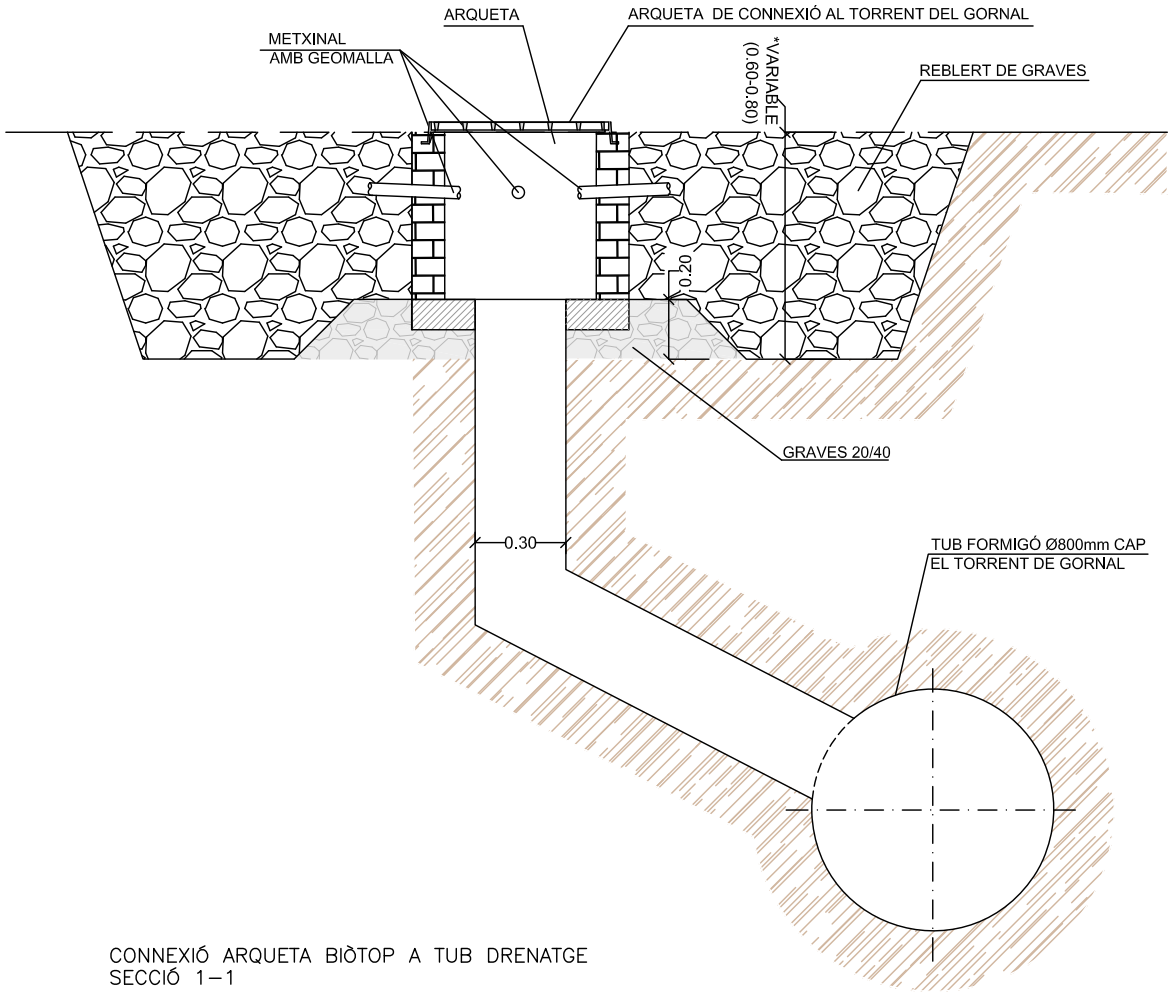 ARQUETA
ARQUETA DE CONNEXIÓ AL TORRENT DEL GORNAL
METXINAL
AMB GEOMALLA
*VARIABLE
(0.60-0.80)
REBLERT DE GRAVES
0.20
GRAVES 20/40
0.30
TUB FORMIGÓ Ø800mm CAP
EL TORRENT DE GORNAL
CONNEXIÓ ARQUETA BIÒTOP A TUB DRENATGE
SECCIÓ 1-1